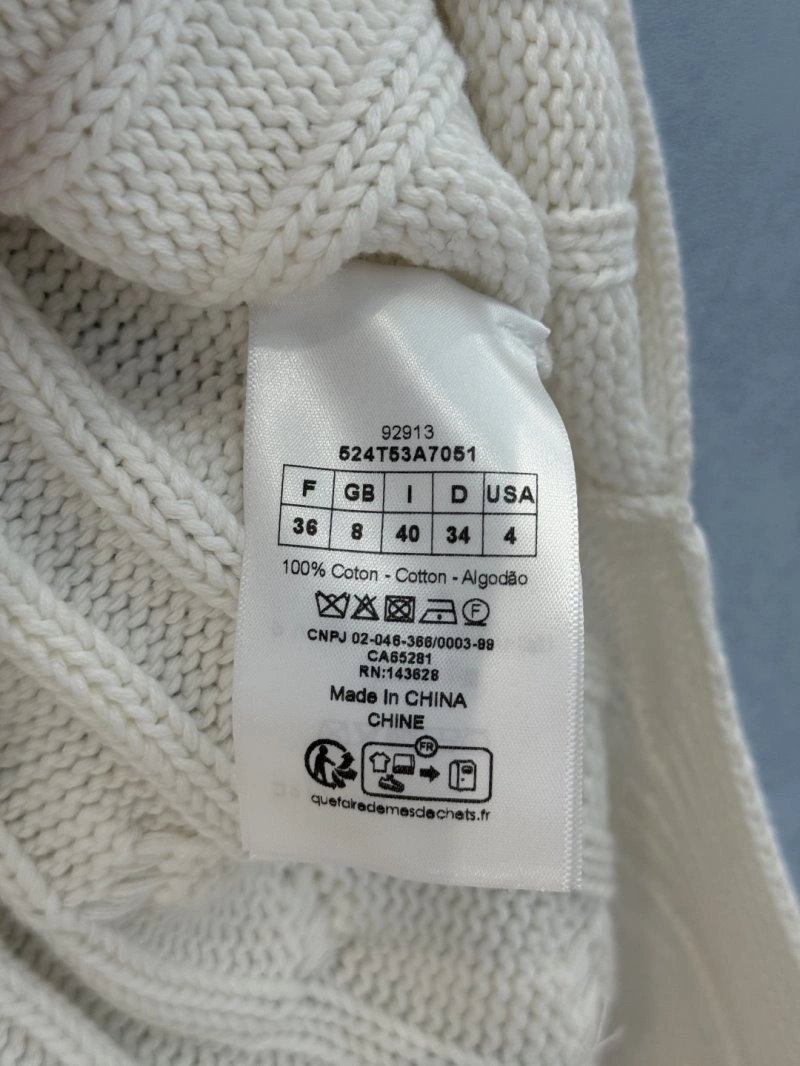 92913
524T53A7051
F GB I D USA
36 8 40 34 4
100% Coton - Cotton - Algodão
F
CNPJ 02-046-366/0003-99
CA65281
RN:143628
Made In CHINA
CHINE
FR
quefairedemesdechets.fr